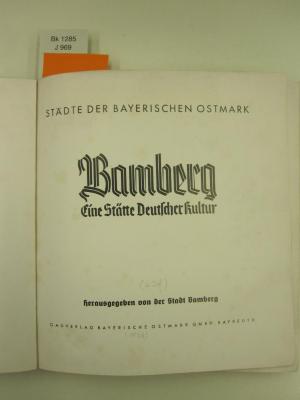 Bk 1285
J 969
STÄDTE DER BAYERISCHEN OSTMARK
Bamberg
Eine Stätte Deutscher Kultur
Herausgegeben von der Stadt Bamberg
GAUVERLAG BAYERISCHE OSTMARK GMBH BAYREUTH